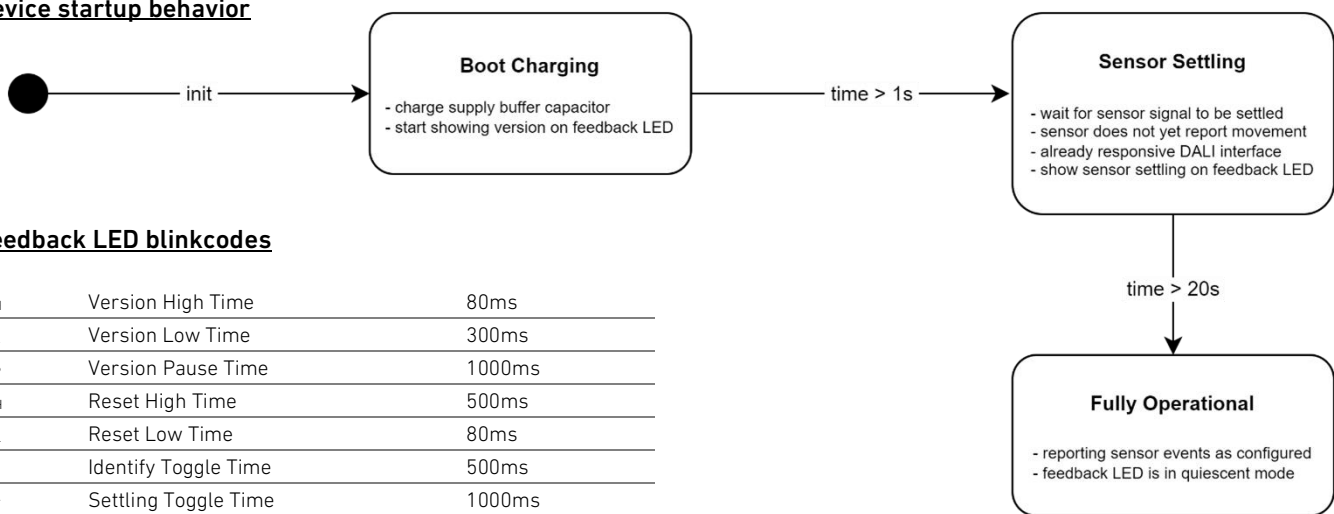 evice startup behavior
init
Boot Charging
- charge supply buffer capacitor
- start showing version on feedback LED
time > 1s
Sensor Settling
- wait for sensor signal to be settled
- sensor does not yet report movement
- already responsive DALI interface
- show sensor settling on feedback LED
time > 20s
Fully Operational
- reporting sensor events as configured
- feedback LED is in quiescent mode
eedback LED blinkcodes
Version High Time 80ms
Version Low Time 300ms
Version Pause Time 1000ms
Reset High Time 500ms
Reset Low Time 80ms
Identify Toggle Time 500ms
Settling Toggle Time 1000ms